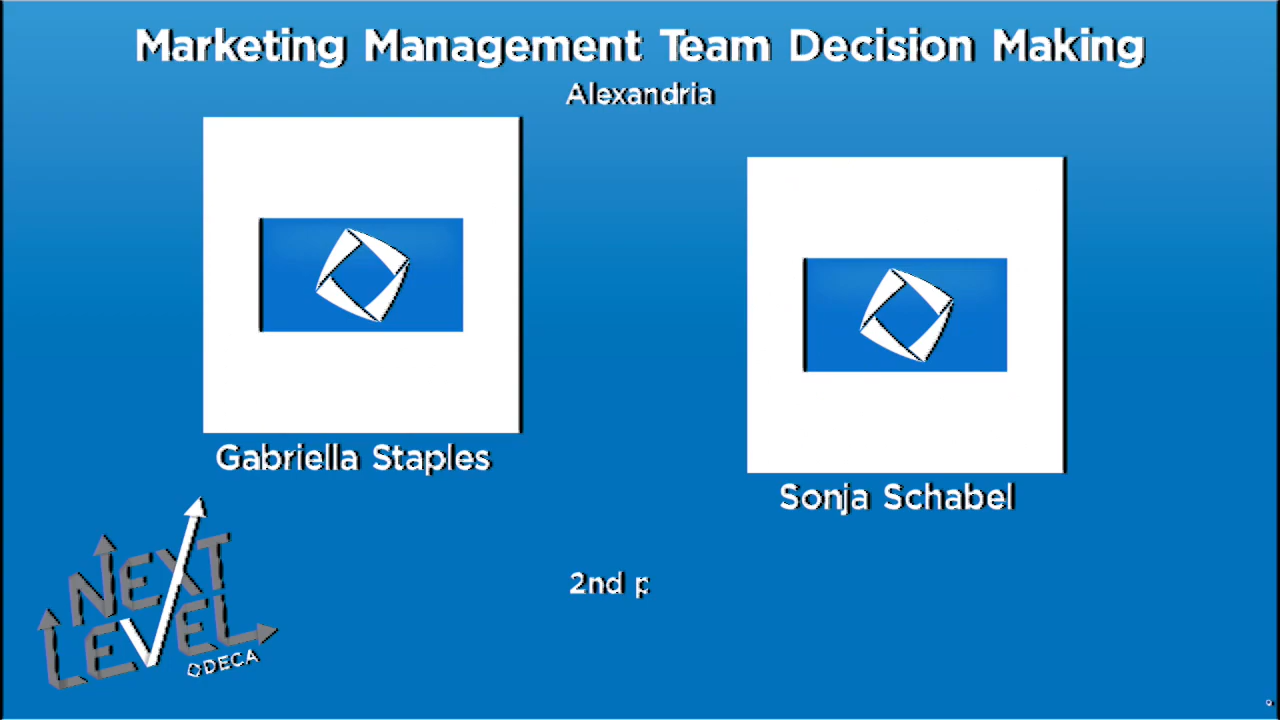 Marketing Management Team Decision Making
Alexandria
Gabriella Staples
Sonja Schabel
2nd p
NEXT
LEVEL
DECA